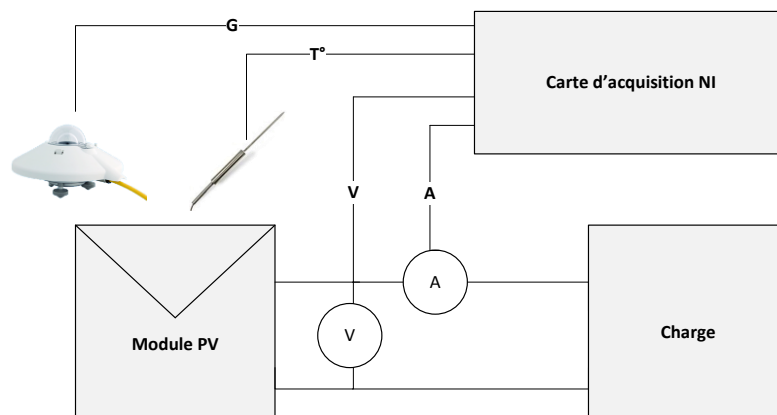 G
T°
Carte d'acquisition NI
V
A
A
V
Module PV
Charge